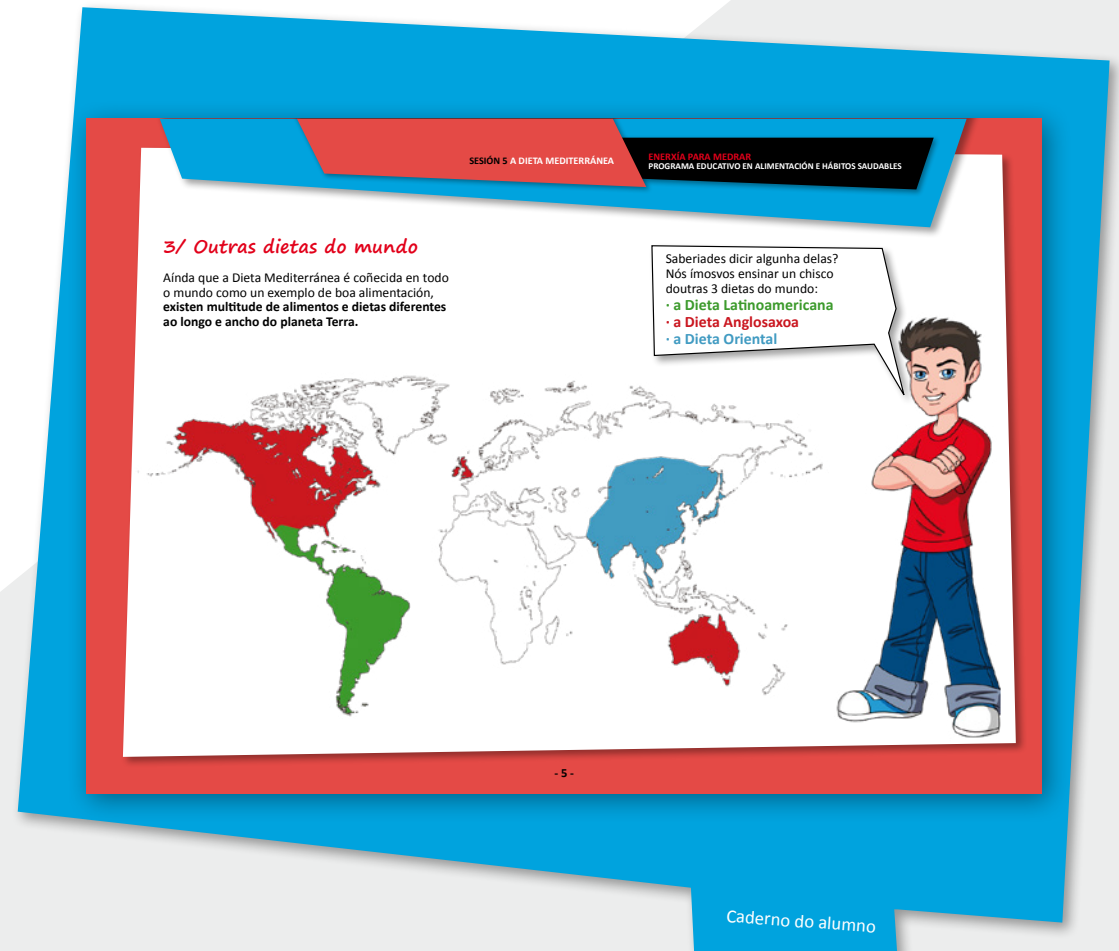 SESIÓN 5 A DIETA MEDITERRÁNEA
ENERXÍA PARA MEDRAR
PROGRAMA EDUCATIVO EN ALIMENTACIÓN E HÁBITOS SAUDABLES
3/ Outras dietas do mundo
Aínda que a Dieta Mediterránea é coñecida en todo
o mundo como un exemplo de boa alimentación,
existen multitude de alimentos e dietas diferentes
ao longo e ancho do planeta Terra.
Saberiades dicir algunha delas?
Nós ímosvos ensinar un chisco
doutras 3 dietas do mundo:
· a Dieta Latinoamericana
· a Dieta Anglosaxoa
· a Dieta Oriental
- 5 -
Caderno do alumno